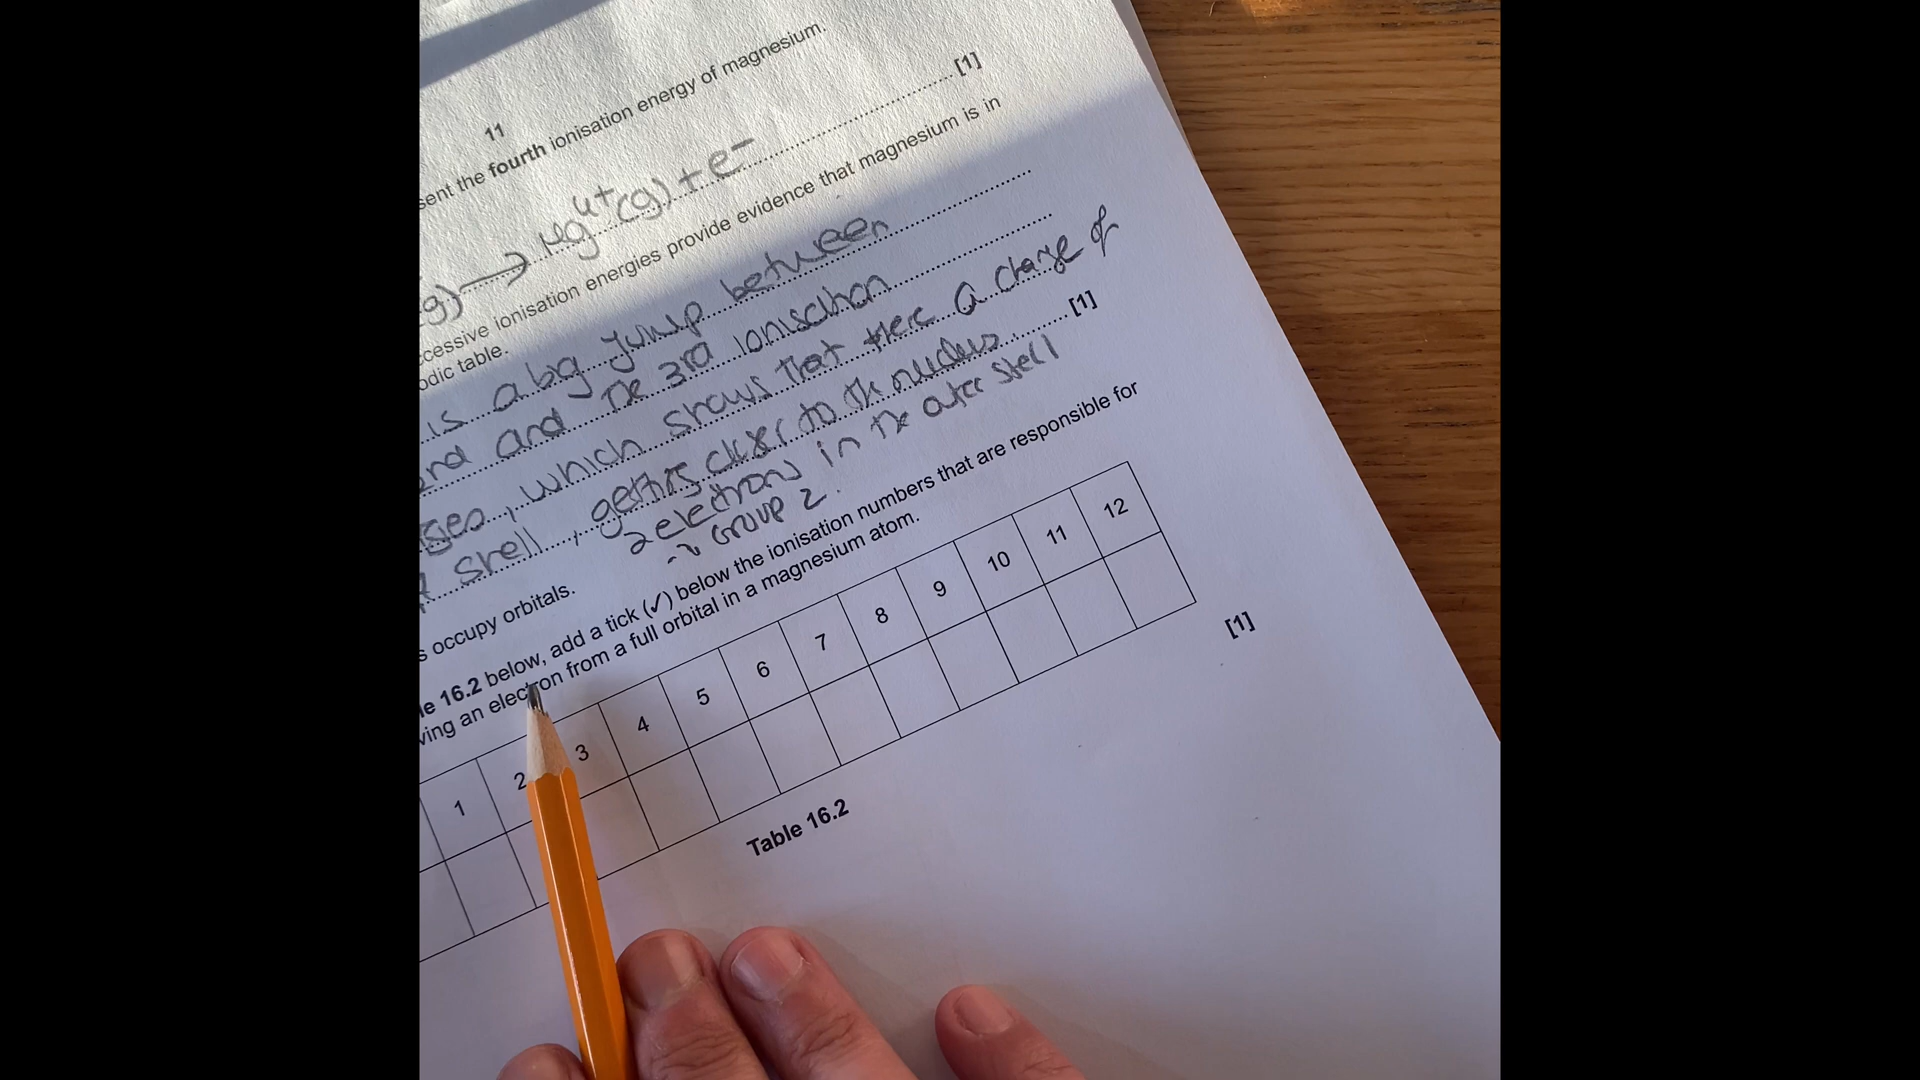 11
sent the fourth ionisation energy of magnesium.
g) → Mg4+(g) + e-
[1]
ccessive ionisation energies provide evidence that magnesium is in
odic table.
is a big jump between
and the 3rd ionisation
, which shows that there a change of
shell, getting closer to the nucleus.
[1]
2 electrons in the outer shell
→ Group 2.
s occupy orbitals.
le 16.2 below, add a tick (✓) below the ionisation numbers that are responsible for
ving an electron from a full orbital in a magnesium atom.
1 2 3 4 5 6 7 8 9 10 11 12
[1]
Table 16.2